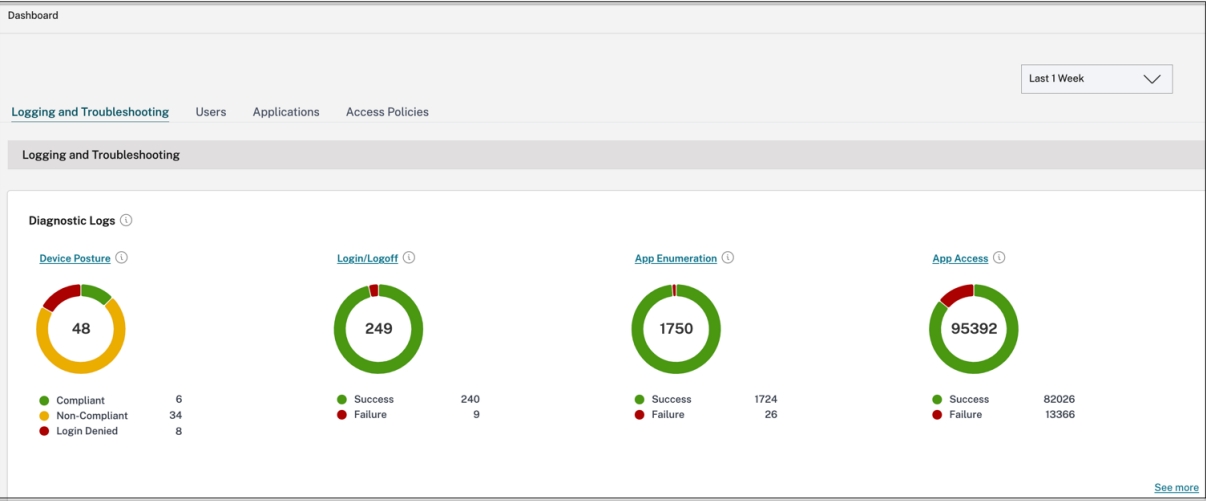 Dashboard
Last 1 Week
Logging and Troubleshooting Users Applications Access Policies
Logging and Troubleshooting
Diagnostic Logs
Device Posture Login/Logoff App Enumeration App Access
48 249 1750 95392
Compliant 6 Success 240 Success 1724 Success 82026
Non-Compliant 34 Failure 9 Failure 26 Failure 13366
Login Denied 8
See more